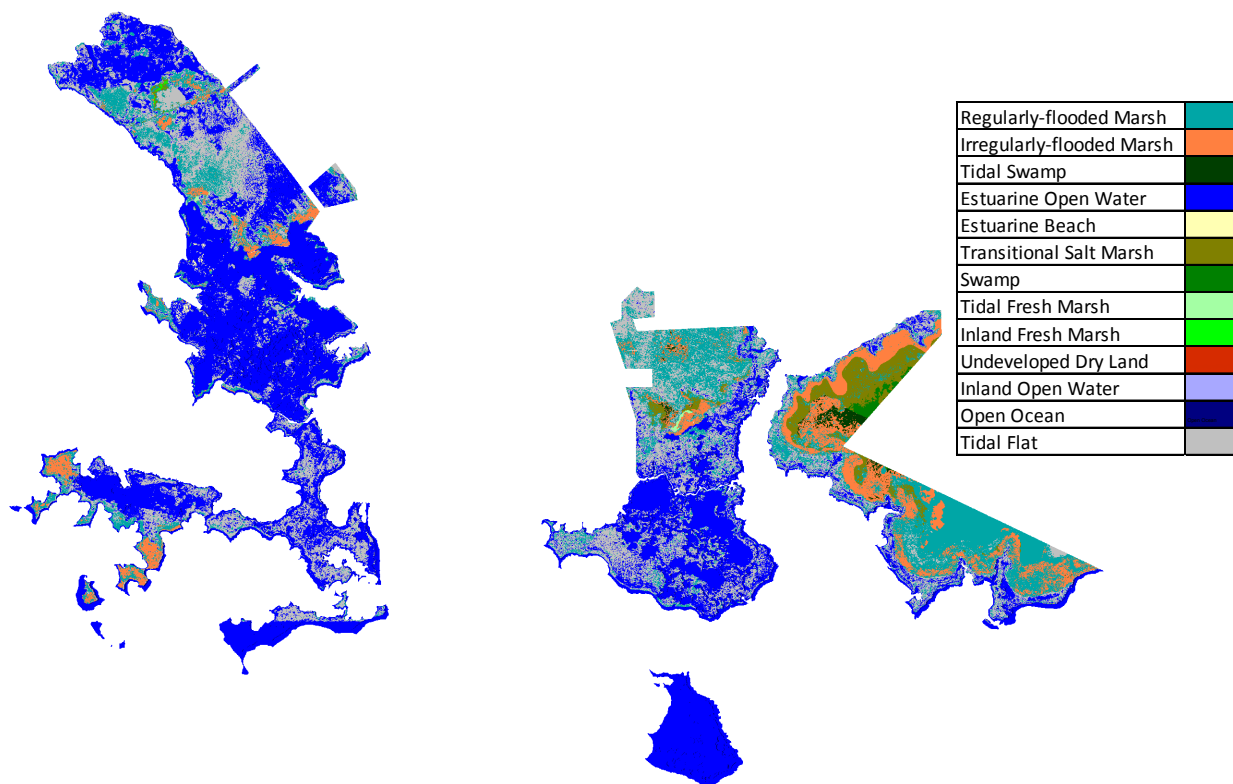 Regularly-flooded Marsh
Irregularly-flooded Marsh
Tidal Swamp
Estuarine Open Water
Estuarine Beach
Transitional Salt Marsh
Swamp
Tidal Fresh Marsh
Inland Fresh Marsh
Undeveloped Dry Land
Inland Open Water
Open Ocean
Tidal Flat